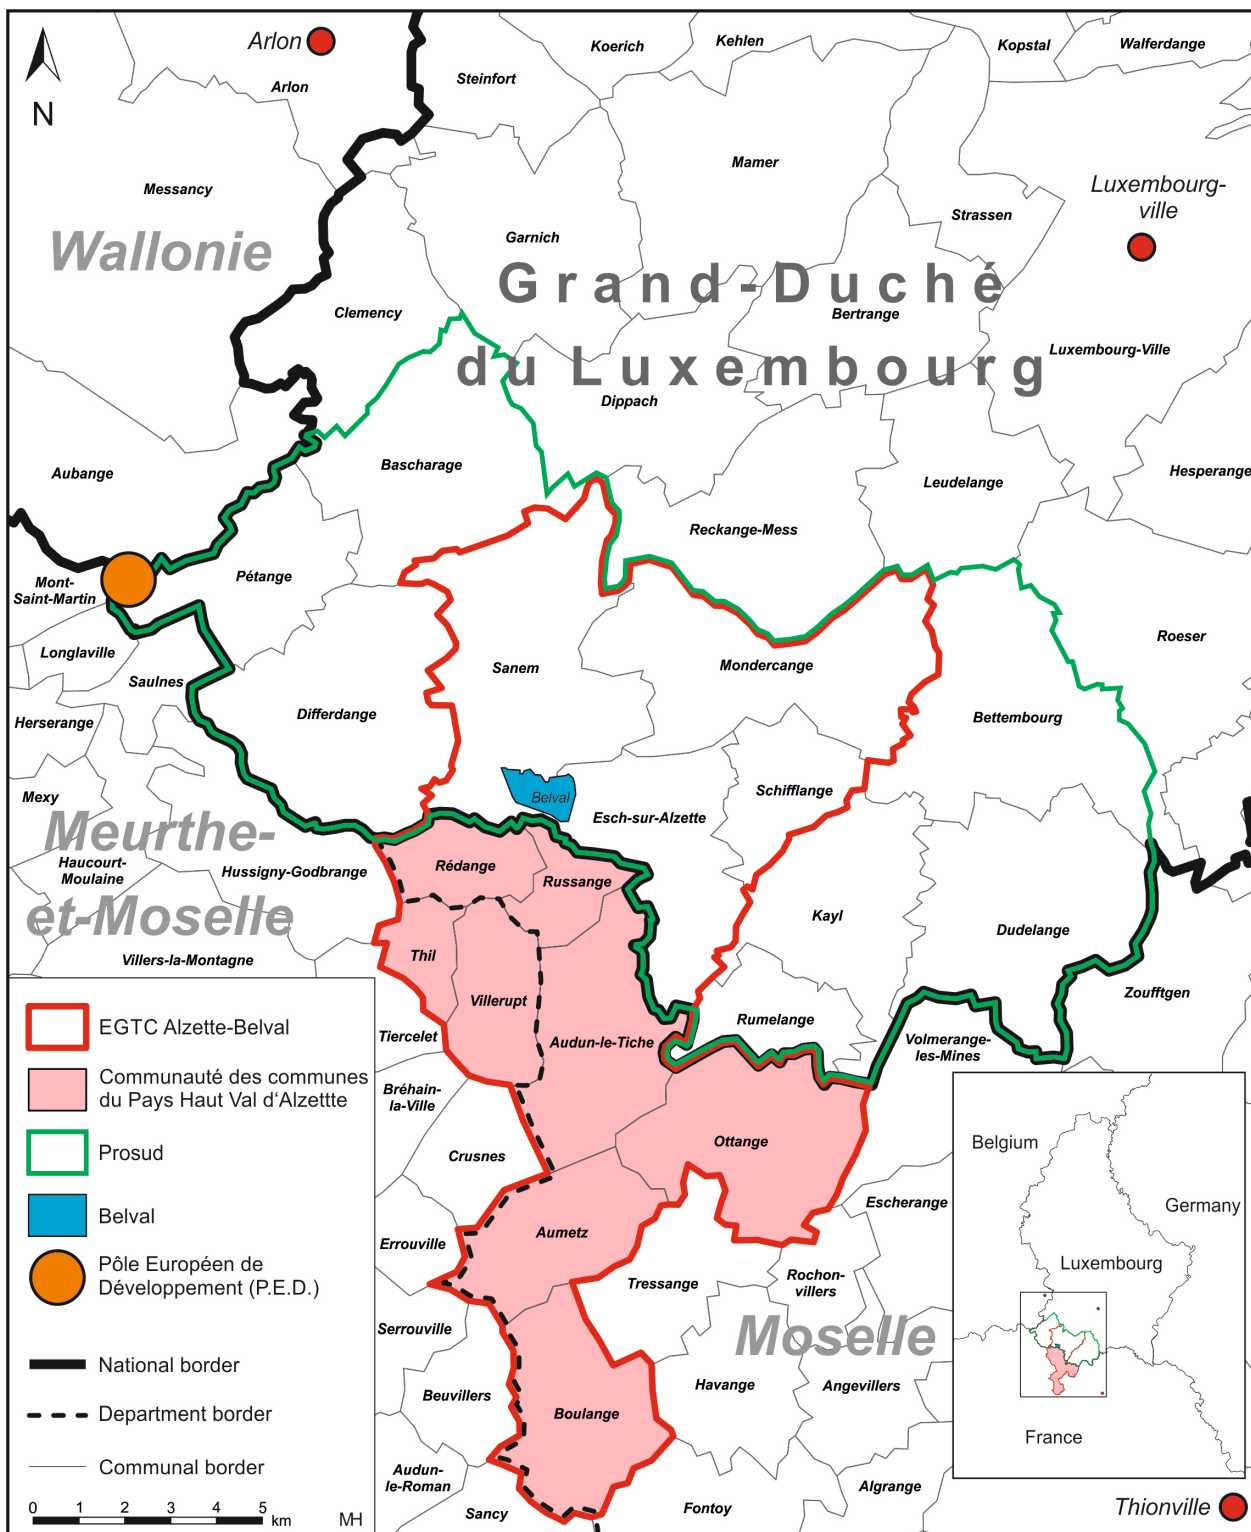 Arlon
Koerich
Kehlen
Kopstal
Walferdange
Steinfort
Arlon
N
Mamer
Messancy
Luxembourg-
ville
Strassen
Wallonie
Garnich
Grand-Duché
Clemency
Bertrange
Luxembourg-Ville
du Luxembourg
Dippach
Aubange
Bascharage
Hesperange
Leudelange
Reckange-Mess
Mont-
Saint-Martin
Pétange
Roeser
Longlaville
Saulnes
Sanem
Mondercange
Herserange
Differdange
Bettembourg
Mexy
Belval
Schifflange
Esch-sur-Alzette
Meurthe-
et-Moselle
Haucourt-
Moulaine
Hussigny-Godbrange
Rédange
Russange
Kayl
Dudelange
Villers-la-Montagne
Thil
Villerupt
Zoufftgen
Rumelange
Tiercelet
Audun-le-Tiche
Volmerange-
les-Mines
Bréhain-
la-Ville
Crusnes
Ottange
Escherange
Errouville
Aumetz
Tressange
Rochon-
villers
Serrouville
Moselle
Beuvillers
Havange
Angevillers
Boulange
Audun-
le-Roman
Sancy
Fontoy
Algrange
Thionville
EGTC Alzette-Belval
Communauté des communes
du Pays Haut Val d'Alzettte
Prosud
Belval
Pôle Européen de
Développement (P.E.D.)
National border
Department border
Communal border
0 1 2 3 4 5 km
MH
Belgium
Germany
Luxembourg
France